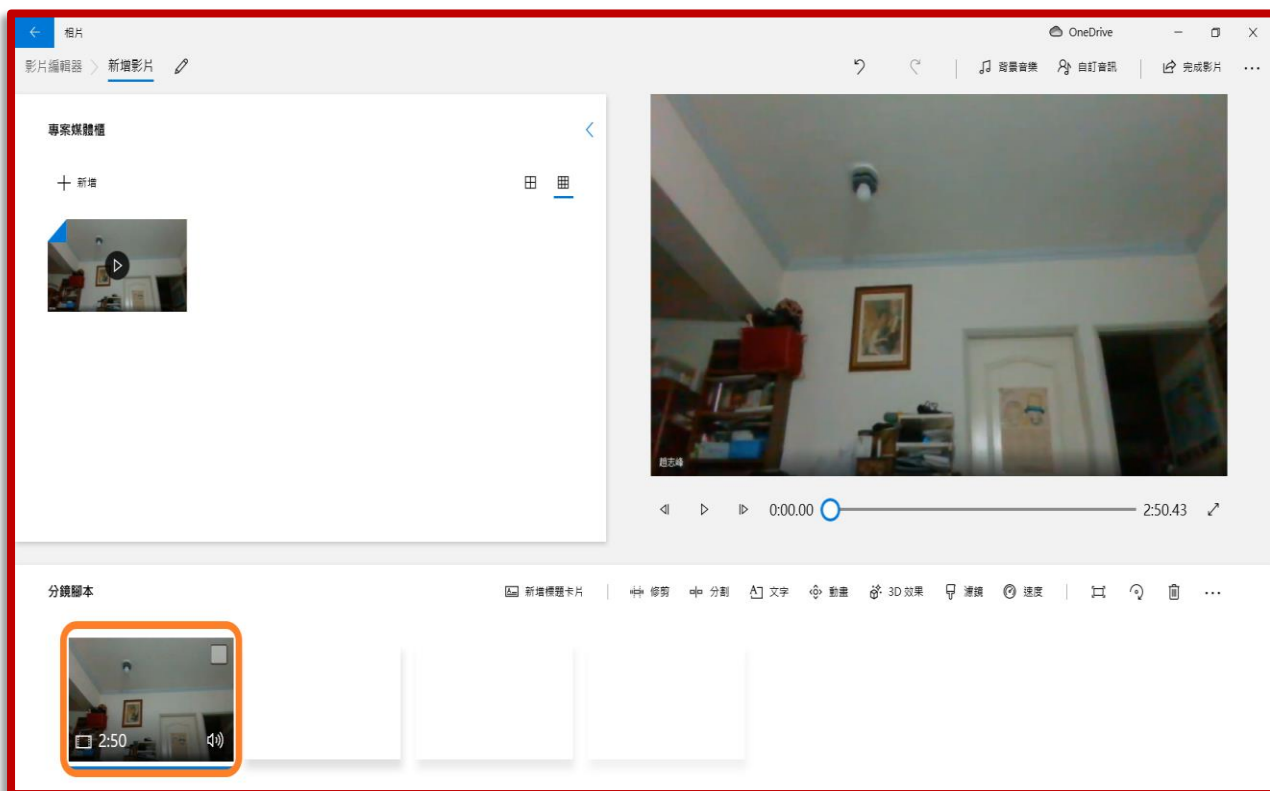 相片
OneDrive
影片編輯器
新增影片
背景音樂
自訂音訊
完成影片
專案媒體櫃
新增
趙志峰
0:00.00
2:50.43
分鏡腳本
新增標題卡片
修剪
分割
文字
動畫
3D 效果
濾鏡
速度
2:50